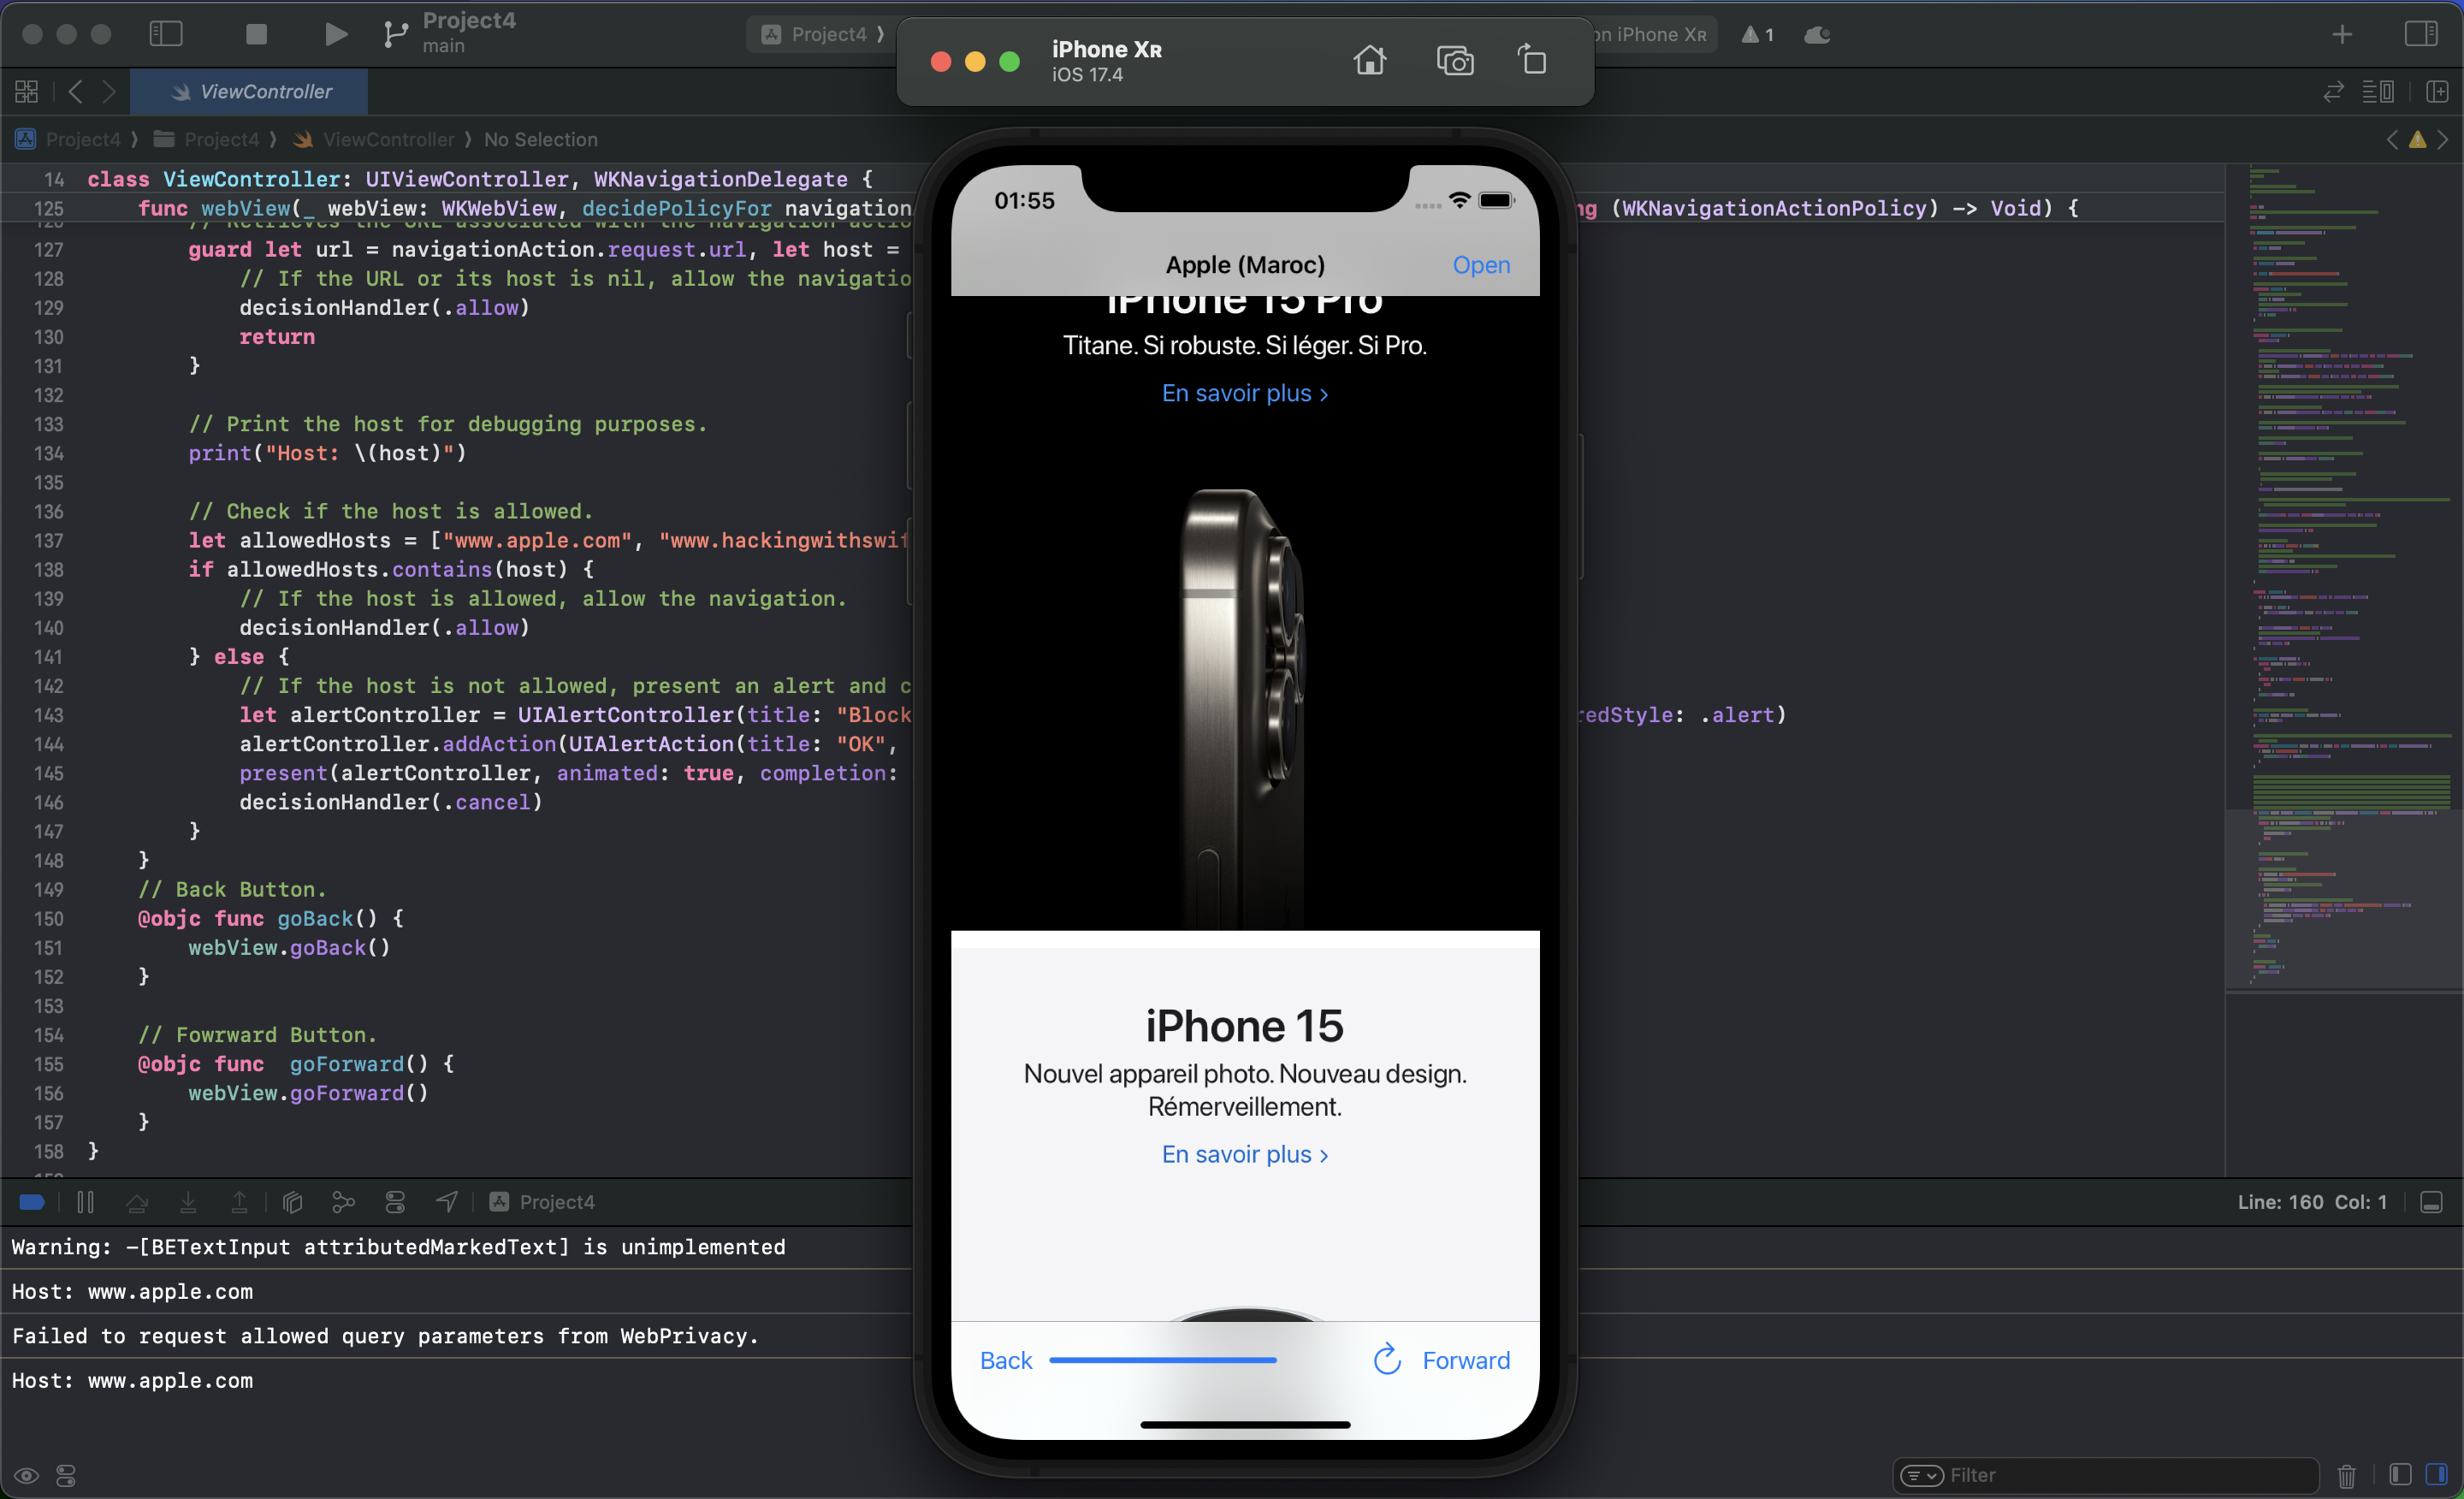 Project4
main
Project4 ⟩
on iPhone XR
1
iPhone XR
iOS 17.4
ViewController
Project4 ⟩ Project4 ⟩ ViewController ⟩ No Selection
14 class ViewController: UIViewController, WKNavigationDelegate {
125 func webView(_ webView: WKWebView, decidePolicyFor navigation
ng (WKNavigationActionPolicy) -> Void) {
126 // Retrieves the URL associated with the navigation actio
127 guard let url = navigationAction.request.url, let host =
128 // If the URL or its host is nil, allow the navigatio
129 decisionHandler(.allow)
130 return
131 }
132
133 // Print the host for debugging purposes.
134 print("Host: \(host)")
135
136 // Check if the host is allowed.
137 let allowedHosts = ["www.apple.com", "www.hackingwithswif
138 if allowedHosts.contains(host) {
139 // If the host is allowed, allow the navigation.
140 decisionHandler(.allow)
141 } else {
142 // If the host is not allowed, present an alert and c
143 let alertController = UIAlertController(title: "Block
redStyle: .alert)
144 alertController.addAction(UIAlertAction(title: "OK",
145 present(alertController, animated: true, completion:
146 decisionHandler(.cancel)
147 }
148 }
149 // Back Button.
150 @objc func goBack() {
151 webView.goBack()
152 }
153
154 // Fowrward Button.
155 @objc func  goForward() {
156 webView.goForward()
157 }
158 }
01:55
Apple (Maroc)
Open
iPhone 15 Pro
Titane. Si robuste. Si léger. Si Pro.
En savoir plus ›
iPhone 15
Nouvel appareil photo. Nouveau design.
Rémerveillement.
En savoir plus ›
Back
Forward
Project4
Line: 160 Col: 1
Warning: -[BETextInput attributedMarkedText] is unimplemented
Host: www.apple.com
Failed to request allowed query parameters from WebPrivacy.
Host: www.apple.com
Filter